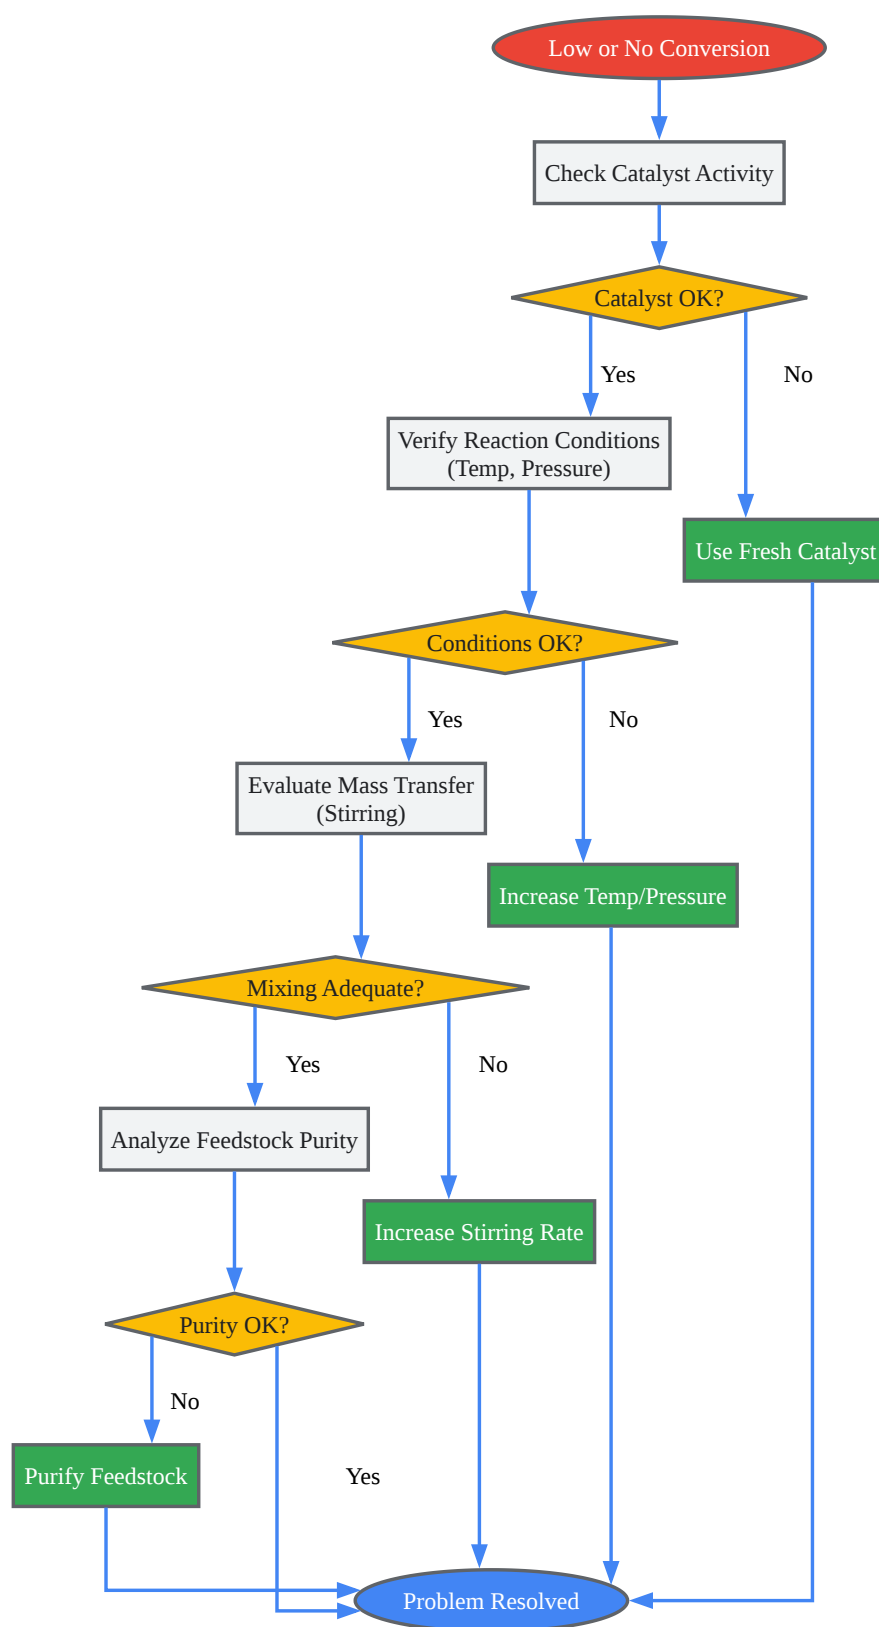 Low or No Conversion
Check Catalyst Activity
Catalyst OK?
Yes
No
Verify Reaction Conditions
(Temp, Pressure)
Use Fresh Catalyst
Conditions OK?
Yes
No
Evaluate Mass Transfer
(Stirring)
Increase Temp/Pressure
Mixing Adequate?
Yes
No
Analyze Feedstock Purity
Increase Stirring Rate
Purity OK?
No
Purify Feedstock
Yes
Problem Resolved